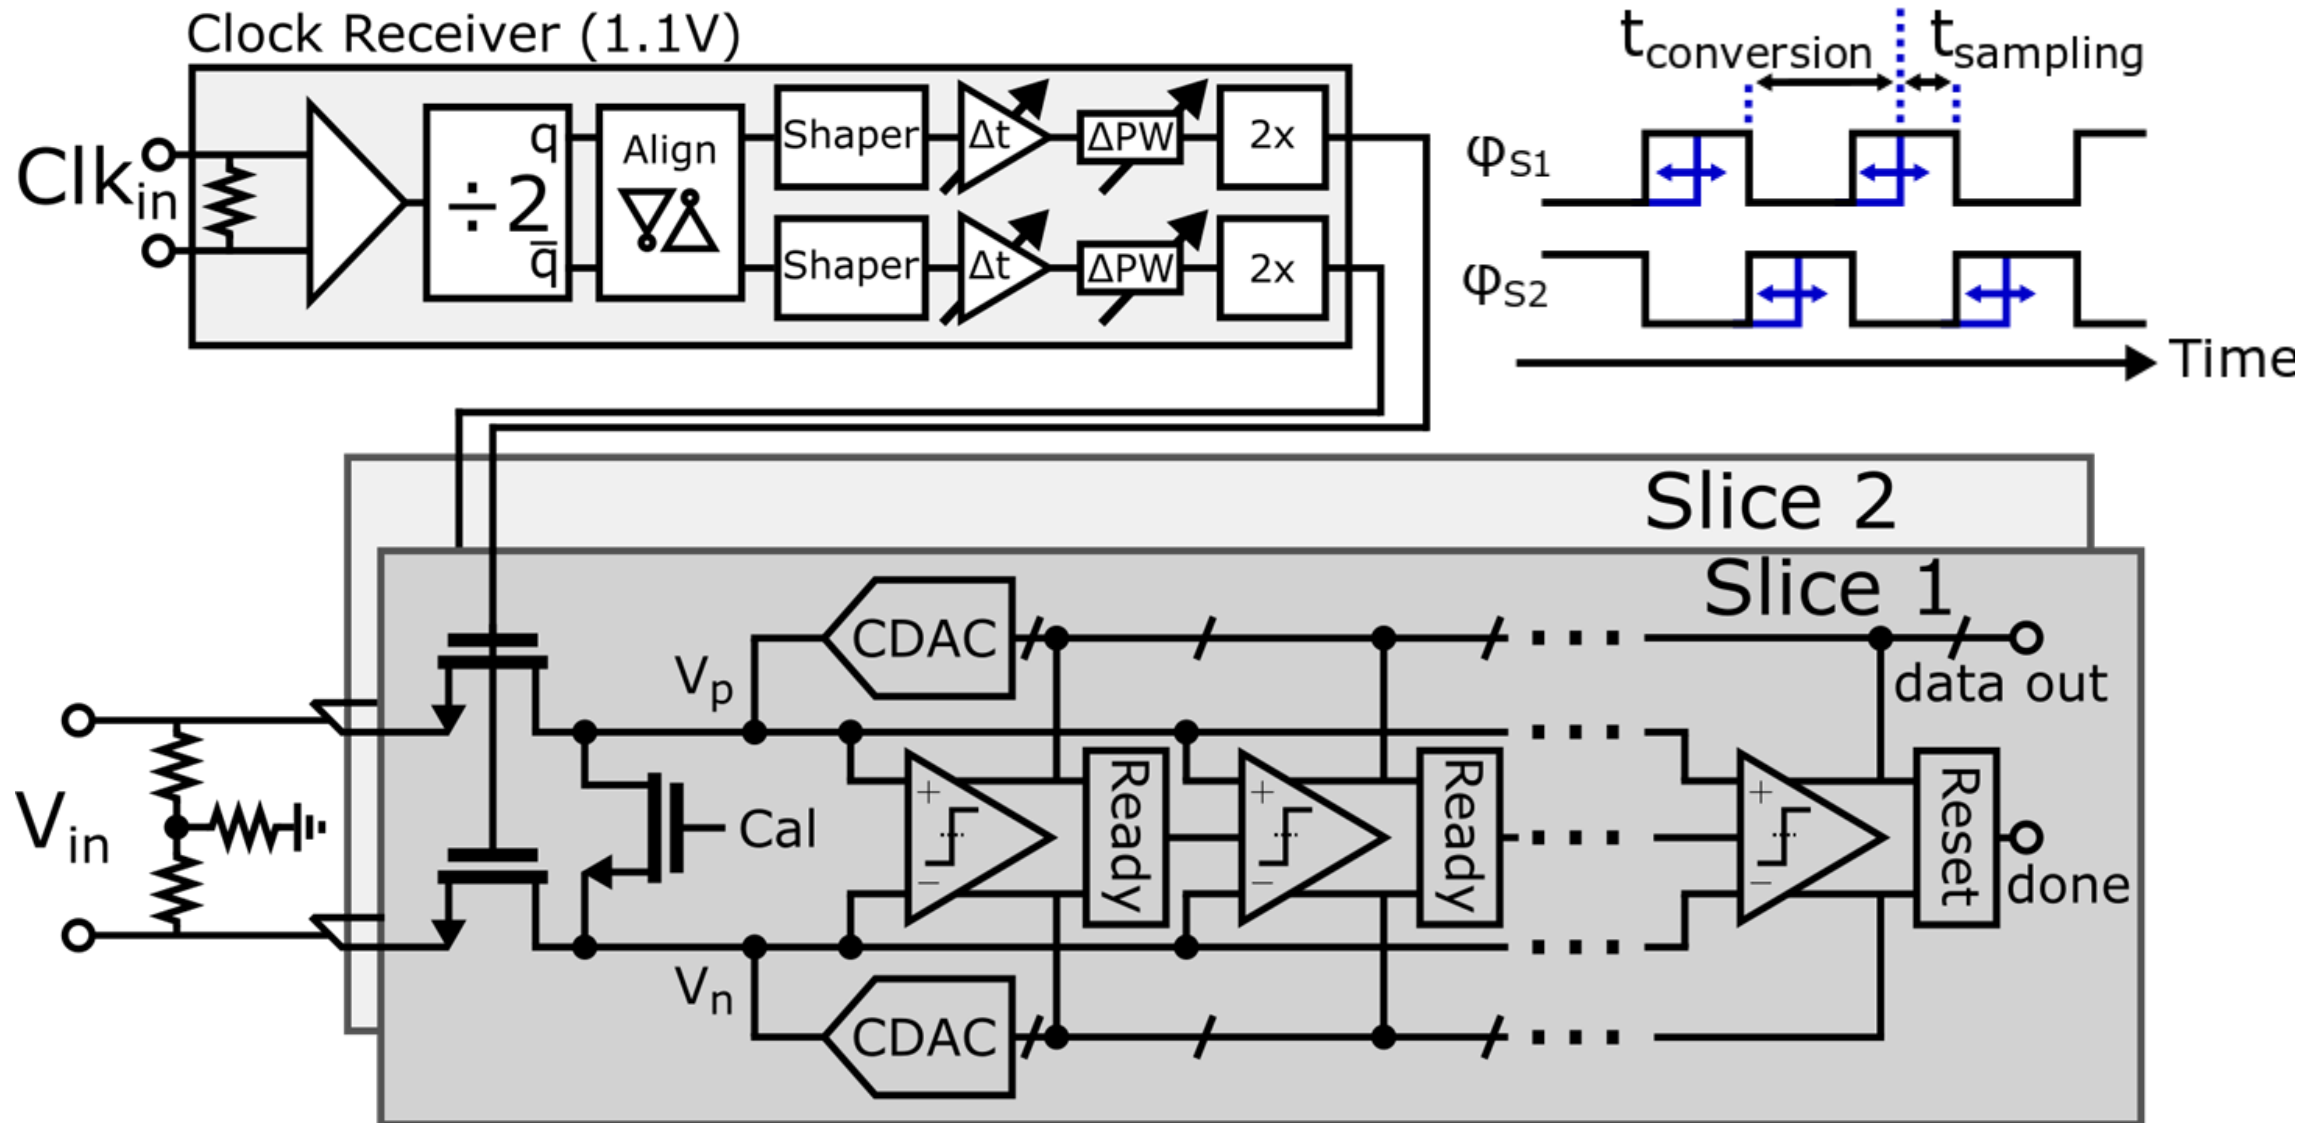 Clock Receiver (1.1V)
Clkin
÷2
q
q̅
Align
Shaper
Δt
ΔPW
2x
Shaper
Δt
ΔPW
2x
tconversion
tsampling
φS1
φS2
Time
Slice 2
Slice 1
CDAC
Vp
data out
Vin
Cal
+
−
Ready
+
−
Ready
+
−
Reset
done
Vn
CDAC